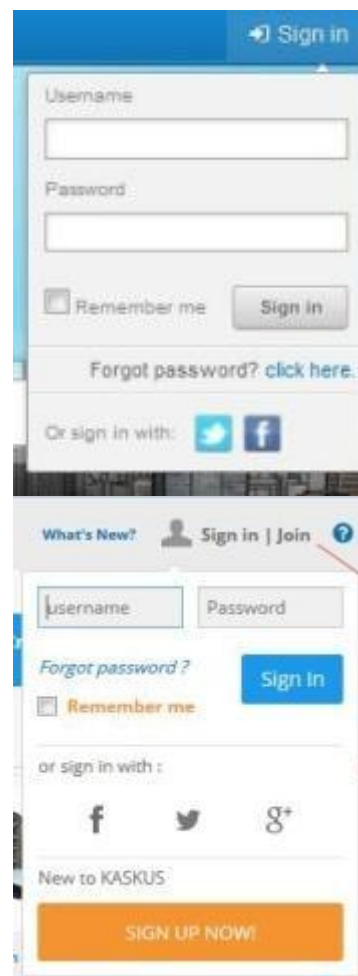 Sign in
Username
Password
Remember me
Sign in
Forgot password? click here.
Or sign in with:
What's New?
Sign in | Join
username
Password
Forgot password ?
Sign In
Remember me
or sign in with :
New to KASKUS
SIGN UP NOW!